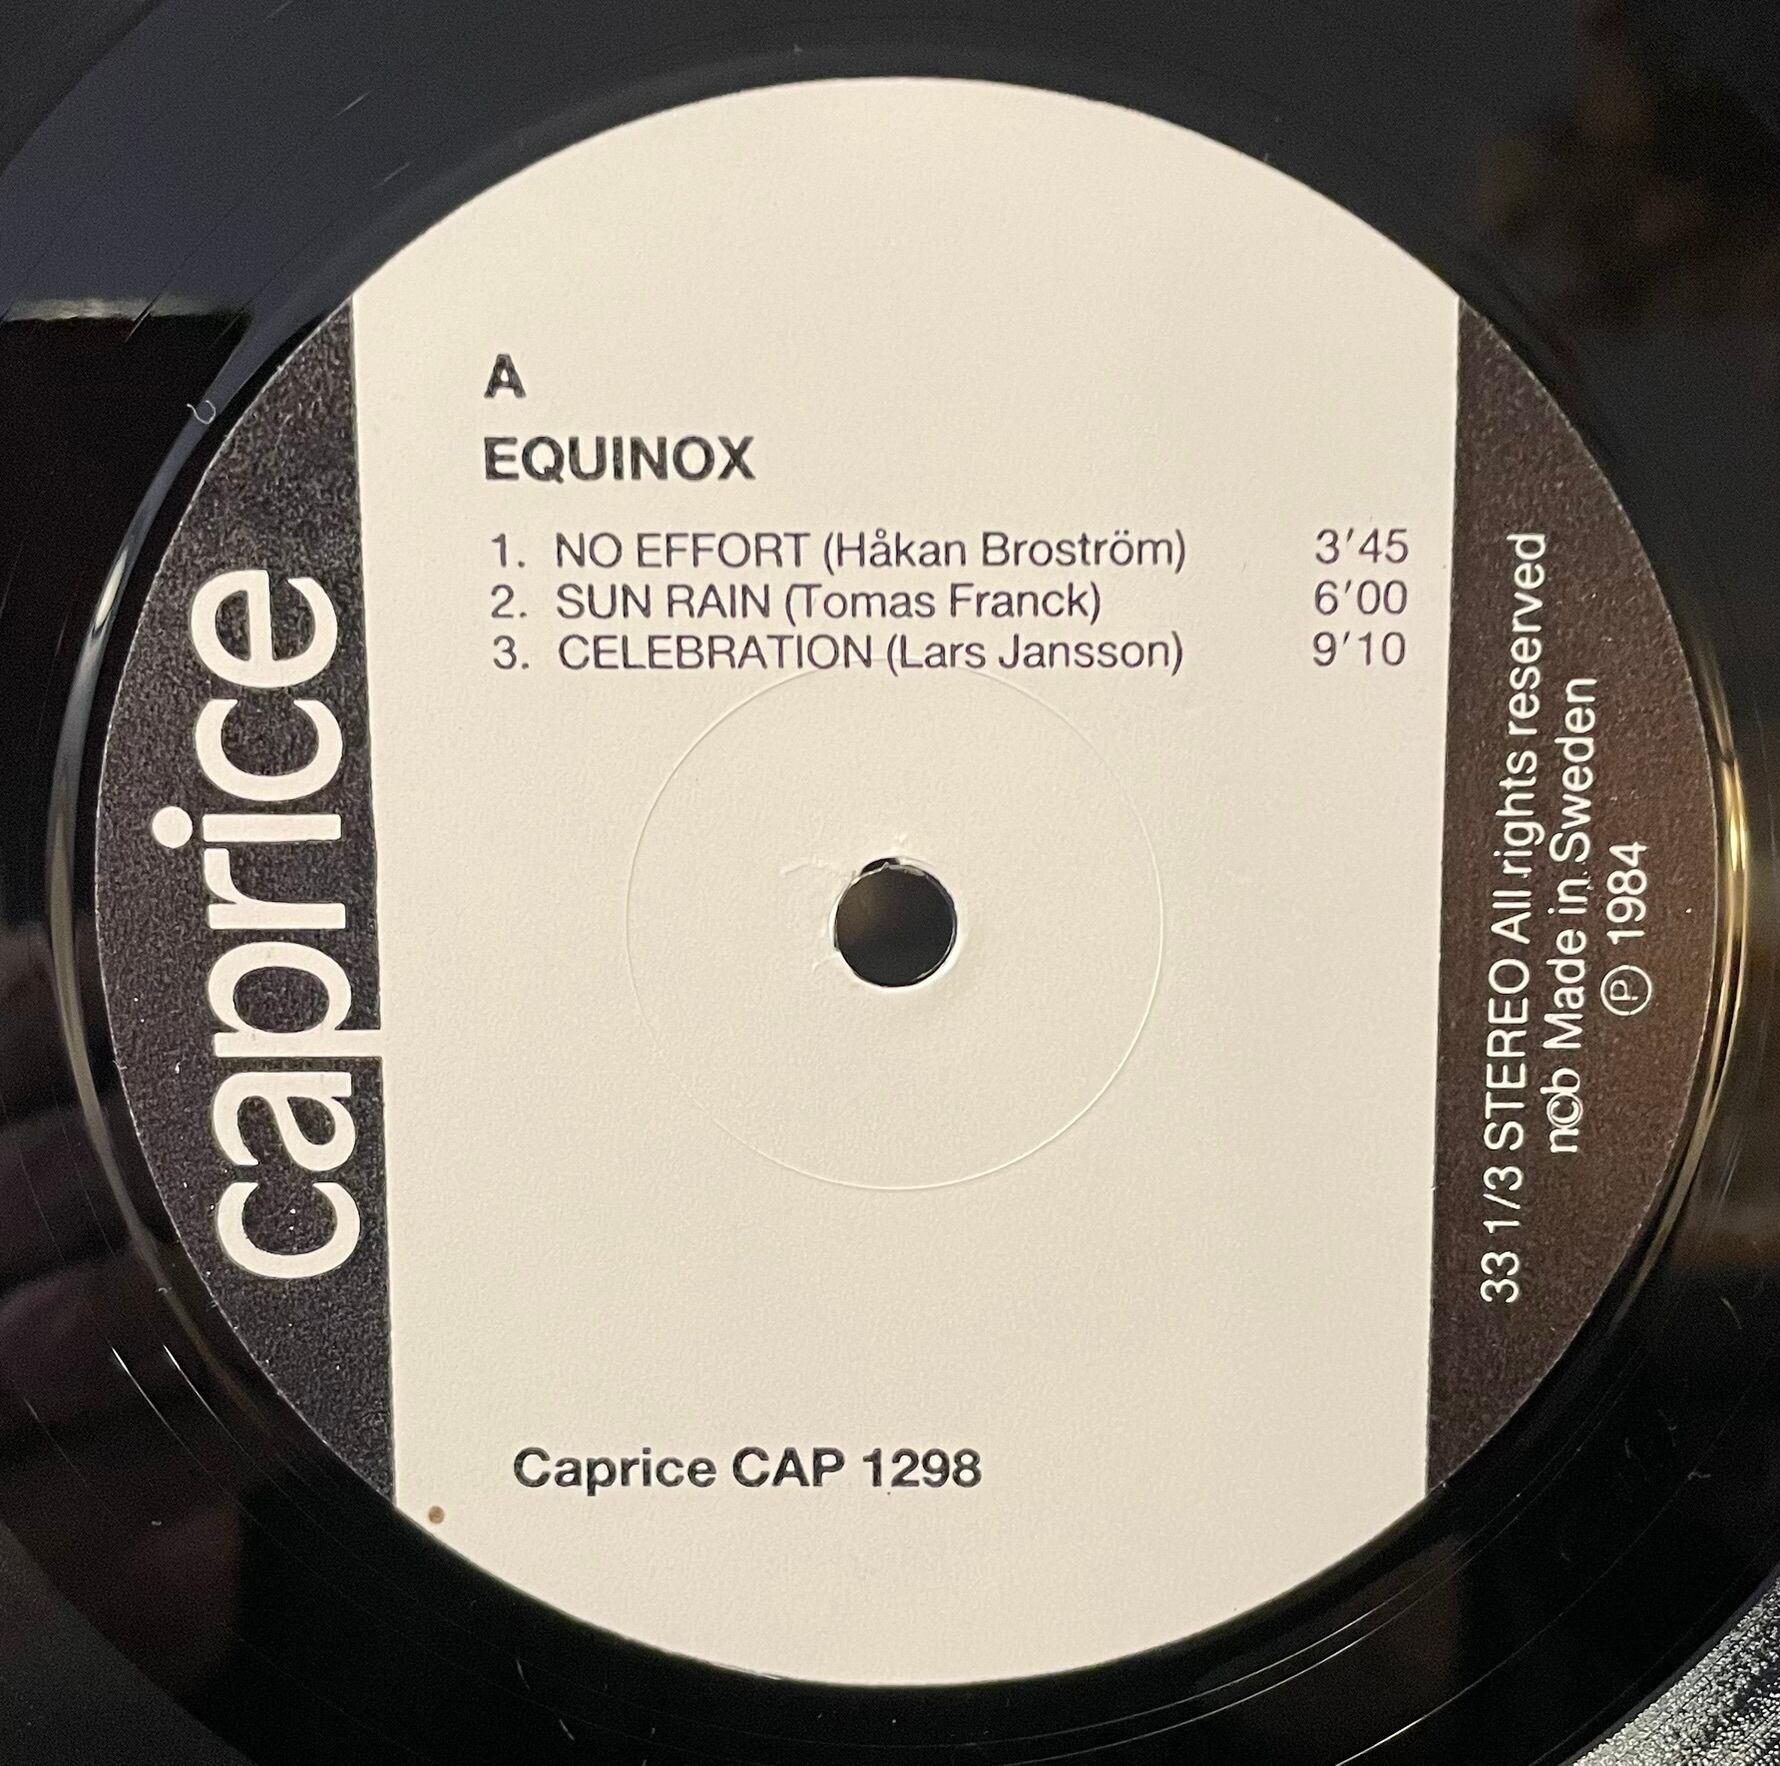 caprice
A
EQUINOX
1. NO EFFORT (Håkan Broström) 3'45
2. SUN RAIN (Tomas Franck) 6'00
3. CELEBRATION (Lars Jansson) 9'10
Caprice CAP 1298
33 1/3 STEREO All rights reserved
ncb Made in Sweden
Ⓟ 1984